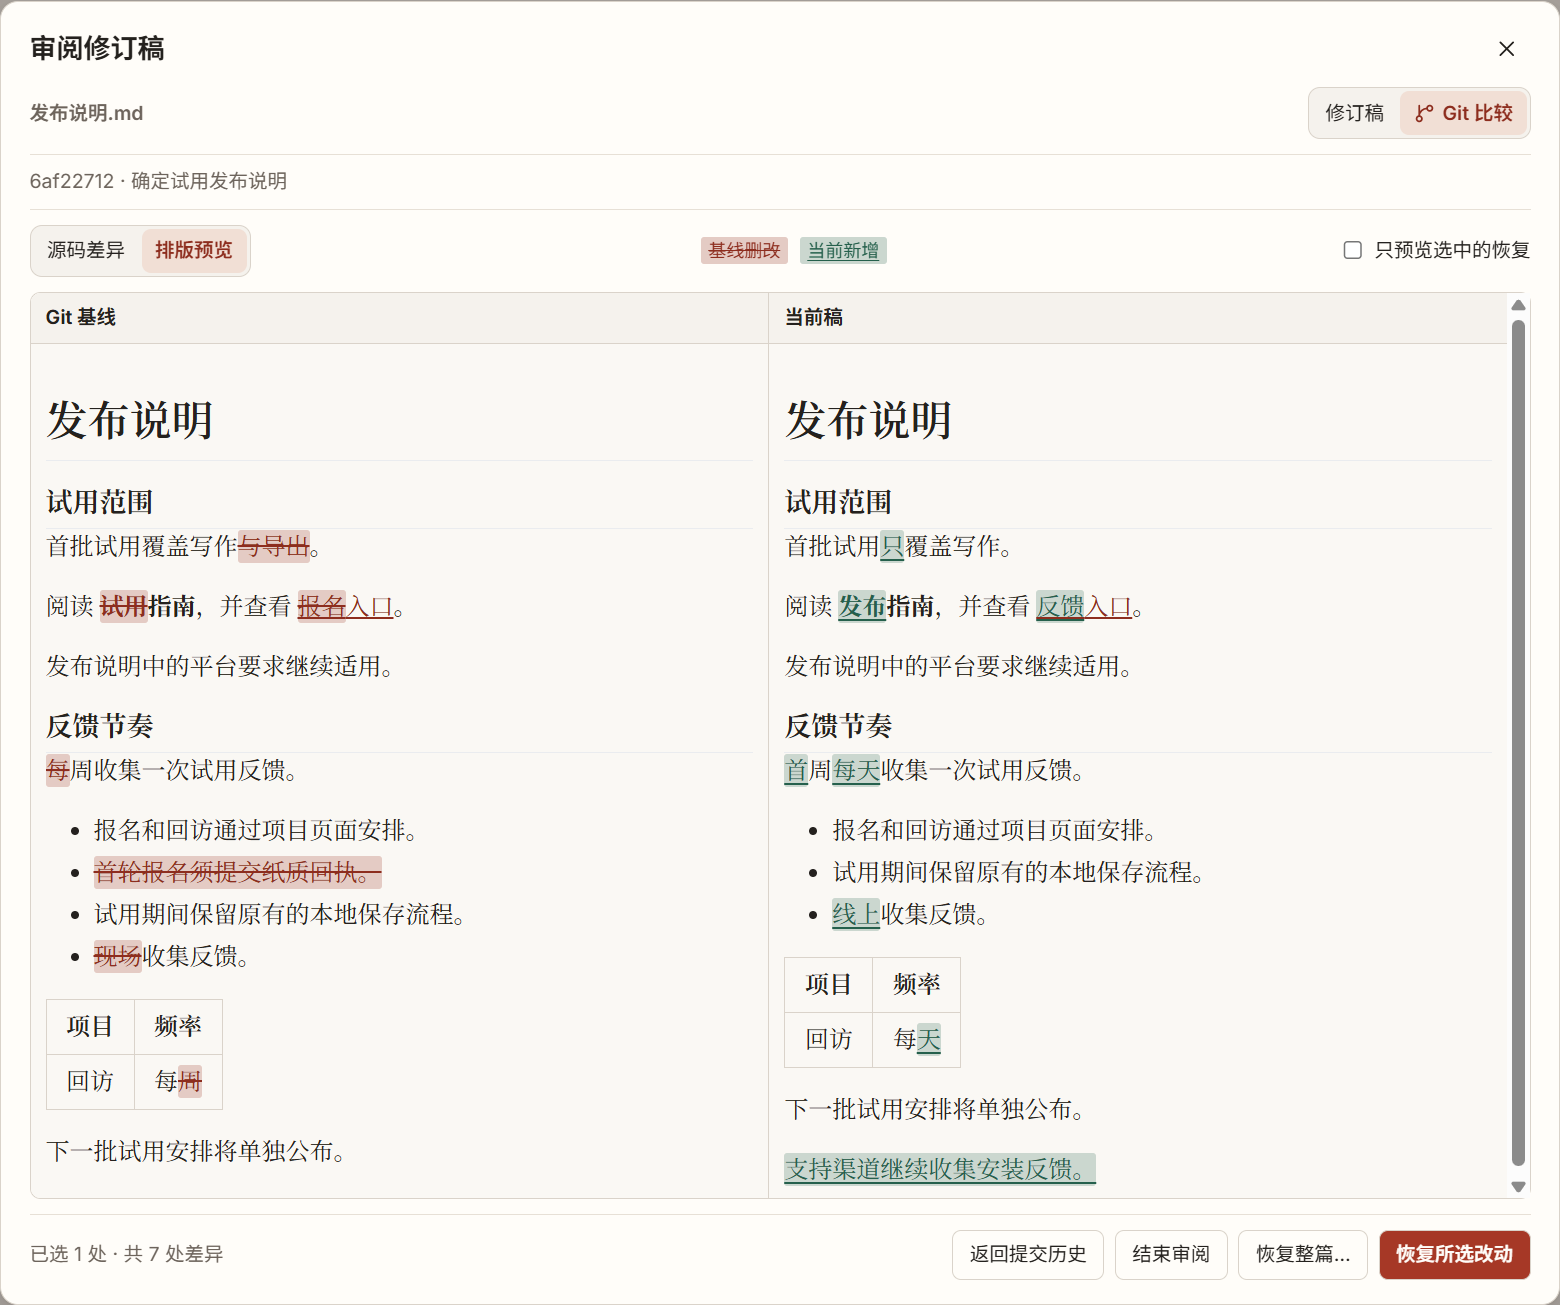 审阅修订稿
发布说明.md
修订稿 Git 比较
6af22712 · 确定试用发布说明
源码差异 排版预览 基线删改 当前新增 只预览选中的恢复
Git 基线
发布说明
试用范围
首批试用覆盖写作与导出。
阅读 试用指南，并查看 报名入口。
发布说明中的平台要求继续适用。
反馈节奏
每周收集一次试用反馈。
报名和回访通过项目页面安排。
首轮报名须提交纸质回执。
试用期间保留原有的本地保存流程。
现场收集反馈。
项目 频率
回访 每周
下一批试用安排将单独公布。
当前稿
发布说明
试用范围
首批试用只覆盖写作。
阅读 发布指南，并查看 反馈入口。
发布说明中的平台要求继续适用。
反馈节奏
首周每天收集一次试用反馈。
报名和回访通过项目页面安排。
试用期间保留原有的本地保存流程。
线上收集反馈。
项目 频率
回访 每天
下一批试用安排将单独公布。
支持渠道继续收集安装反馈。
已选 1 处 · 共 7 处差异
返回提交历史 结束审阅 恢复整篇... 恢复所选改动